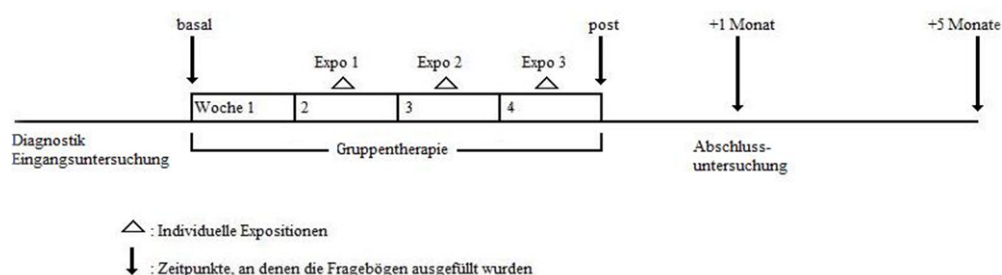 basal
post
+1 Monat
+5 Monate
Expo 1
Expo 2
Expo 3
Woche 1
2
3
4
Diagnostik
Eingangsuntersuchung
Gruppentherapie
Abschluss-
untersuchung
: Individuelle Expositionen
: Zeitpunkte, an denen die Fragebögen ausgefüllt wurden